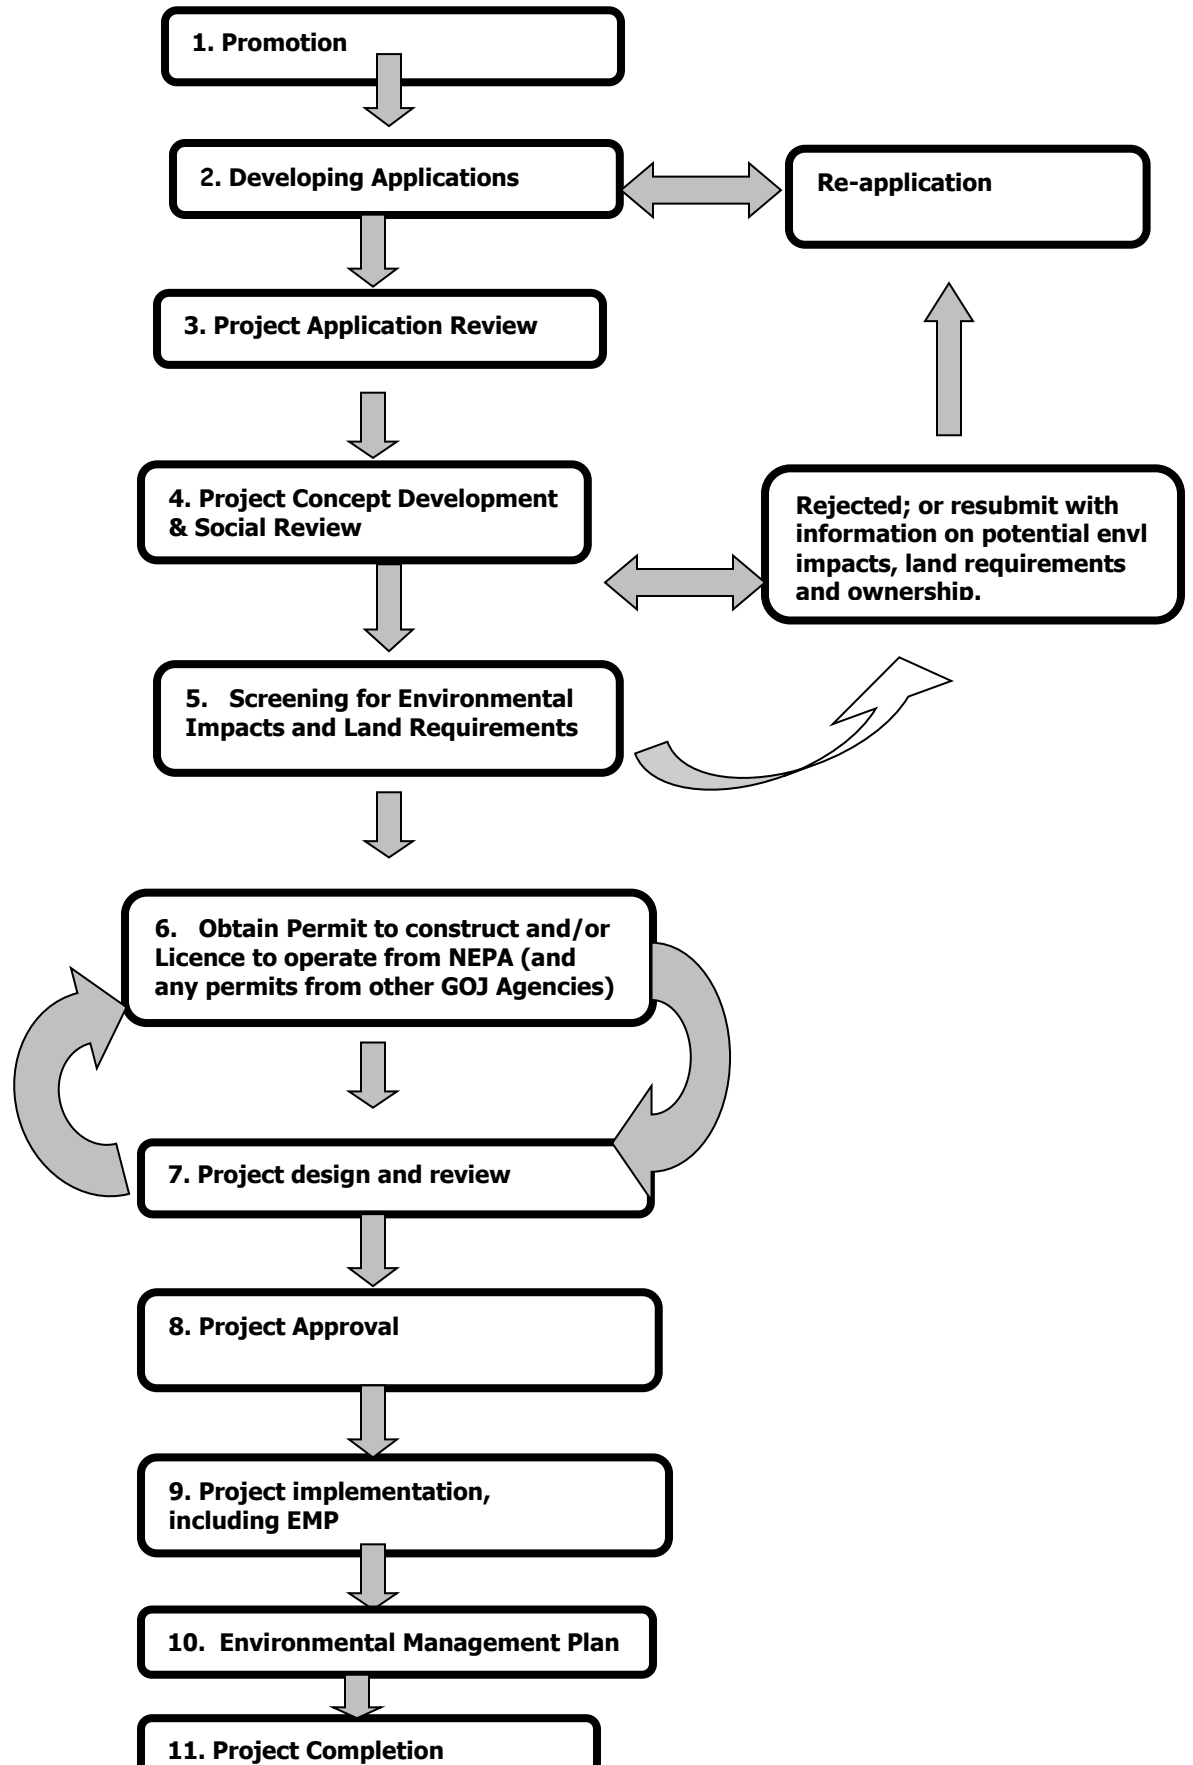 1. Promotion
2. Developing Applications
Re-application
3. Project Application Review
4. Project Concept Development
& Social Review
Rejected; or resubmit with
information on potential envl
impacts, land requirements
and ownership.
5. Screening for Environmental
Impacts and Land Requirements
6. Obtain Permit to construct and/or
Licence to operate from NEPA (and
any permits from other GOJ Agencies)
7. Project design and review
8. Project Approval
9. Project implementation,
including EMP
10. Environmental Management Plan
11. Project Completion